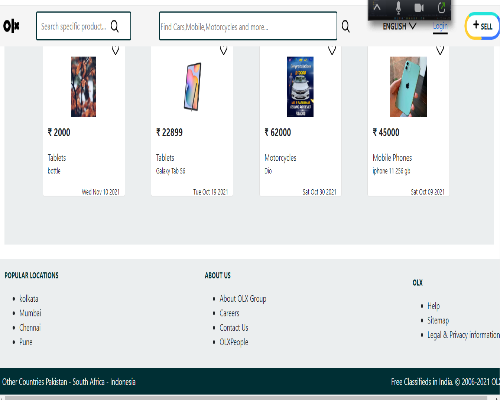 OLX
Search specific product...
Find Cars,Mobile,Motorcycles and more...
ENGLISH
Login
+ SELL
₹ 2000
Tablets
bottle
Wed Nov 10 2021
₹ 22899
Tablets
Galaxy Tab S6
Tue Oct 19 2021
₹ 62000
Motorcycles
Dio
Sat Oct 30 2021
₹ 45000
Mobile Phones
iphone 11 256 gb
Sat Oct 09 2021
POPULAR LOCATIONS
kolkata
Mumbai
Chennai
Pune
ABOUT US
About OLX Group
Careers
Contact Us
OLXPeople
OLX
Help
Sitemap
Legal & Privacy information
Other Countries Pakistan - South Africa - Indonesia
Free Classifieds in India. © 2006-2021 OLX